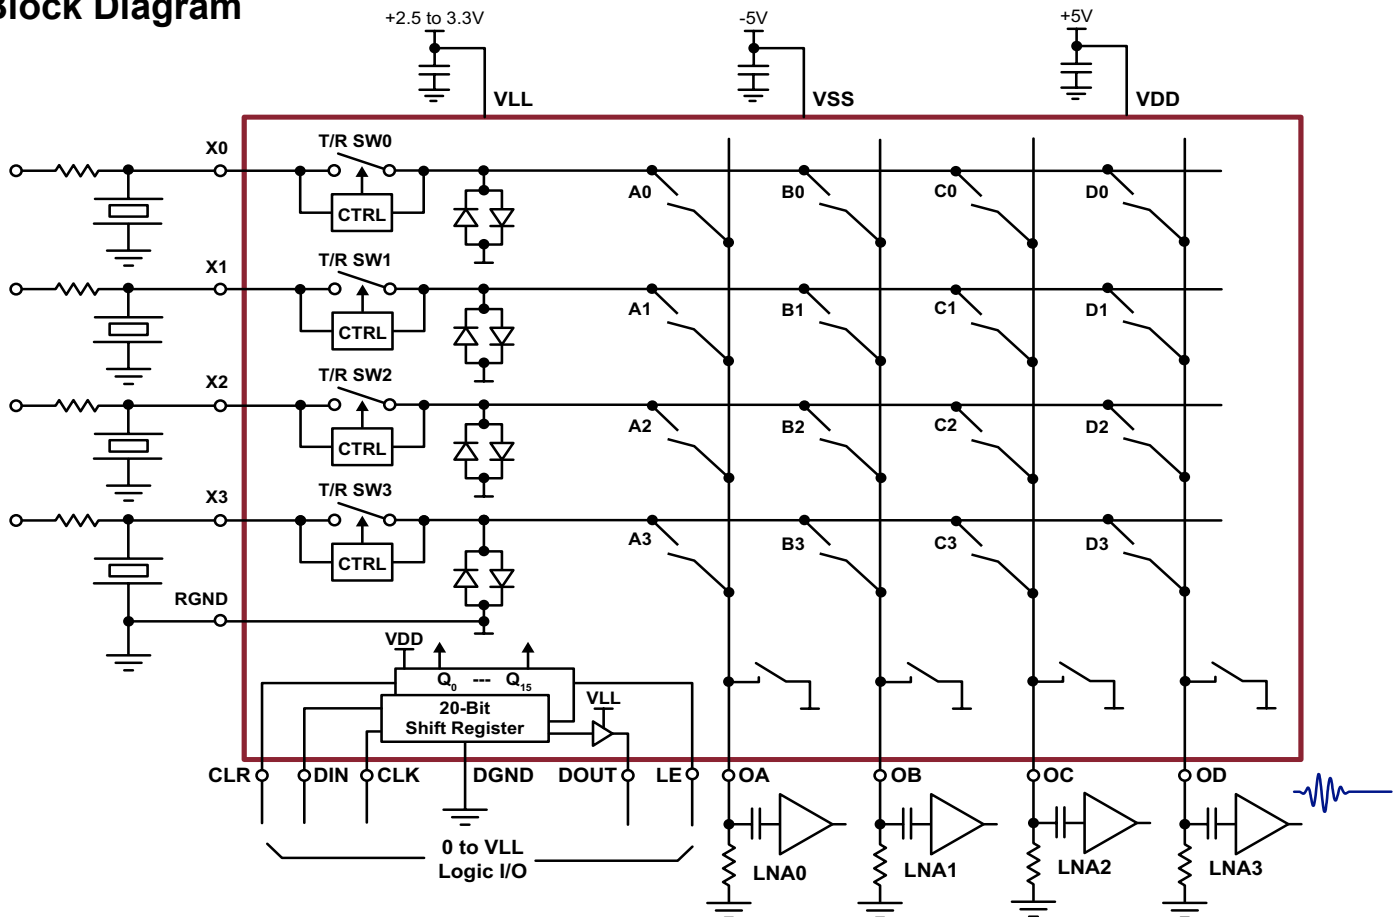 Block Diagram
+2.5 to 3.3V
-5V
+5V
VLL
VSS
VDD
X0
T/R SW0
CTRL
A0
B0
C0
D0
X1
T/R SW1
CTRL
A1
B1
C1
D1
X2
T/R SW2
CTRL
A2
B2
C2
D2
X3
T/R SW3
CTRL
A3
B3
C3
D3
RGND
VDD
Q0 --- Q15
VLL
20-Bit
Shift Register
CLR
DIN
CLK
DGND
DOUT
LE
OA
OB
OC
OD
0 to VLL
Logic I/O
LNA0
LNA1
LNA2
LNA3